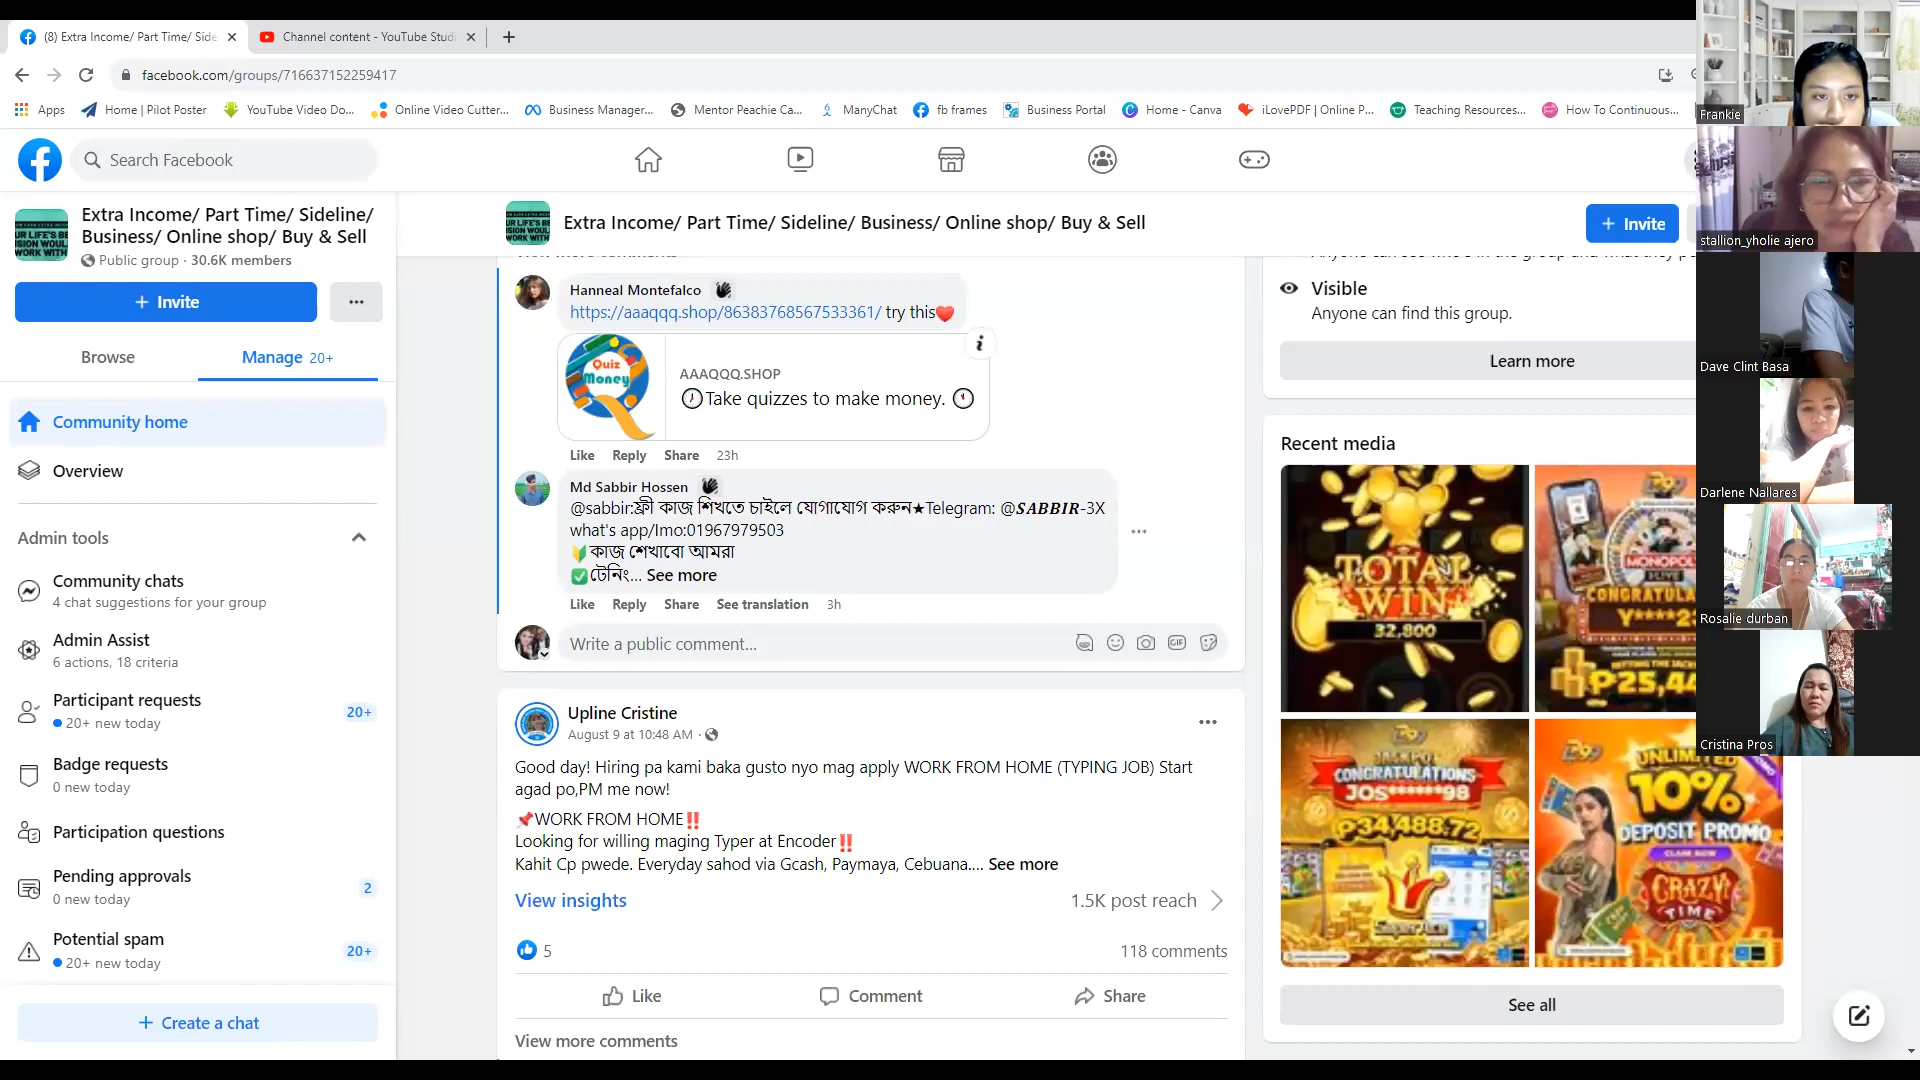 (8) Extra Income/ Part Time/ Side
Channel content - YouTube Studi
facebook.com/groups/716637152259417
Apps
Home | Pilot Poster
YouTube Video Do...
Online Video Cutter...
Business Manager...
Mentor Peachie Ca...
ManyChat
fb frames
Business Portal
Home - Canva
iLovePDF | Online P...
Teaching Resources...
How To Continuous...
Search Facebook
Extra Income/ Part Time/ Sideline/
Business/ Online shop/ Buy & Sell
Public group · 30.6K members
+ Invite
Browse
Manage 20+
Community home
Overview
Admin tools
Community chats
4 chat suggestions for your group
Admin Assist
6 actions, 18 criteria
Participant requests
20+ new today
20+
Badge requests
0 new today
Participation questions
Pending approvals
0 new today
2
Potential spam
20+ new today
20+
+ Create a chat
Extra Income/ Part Time/ Sideline/ Business/ Online shop/ Buy & Sell
+ Invite
Hanneal Montefalco
https://aaaqqq.shop/86383768567533361/ try this❤️
Quiz
Money
AAAQQQ.SHOP
🕖Take quizzes to make money. 🕚
Like Reply Share 23h
Md Sabbir Hossen
@sabbir:ফ্রী কাজ শিখতে চাইলে যোগাযোগ করুন★Telegram: @𝑺𝑨𝑩𝑩𝑰𝑹-3X
what's app/Imo:01967979503
🔰কাজ শেখাবো আমরা
✅টেনিং... See more
Like Reply Share See translation 3h
Write a public comment...
GIF
Upline Cristine
August 9 at 10:48 AM ·
Good day! Hiring pa kami baka gusto nyo mag apply WORK FROM HOME (TYPING JOB) Start
agad po,PM me now!
📌WORK FROM HOME‼️
Looking for willing maging Typer at Encoder‼️
Kahit Cp pwede. Everyday sahod via Gcash, Paymaya, Cebuana.... See more
View insights
1.5K post reach
5
118 comments
Like
Comment
Share
View more comments
Visible
Anyone can find this group.
Learn more
Recent media
TOTAL
WIN
32,800
MONOPOL
CONGRATULA
Y****2
₱25,4
JACKPOT
CONGRATULATIONS
JOS******98
₱34,488.72
UNLIMITED
10%
DEPOSIT PROMO
CLAIM NOW
CRAZY
TIME
See all
Frankie
stallion_yholie ajero
Dave Clint Basa
Darlene Nallares
Rosalie durban
Cristina Pros